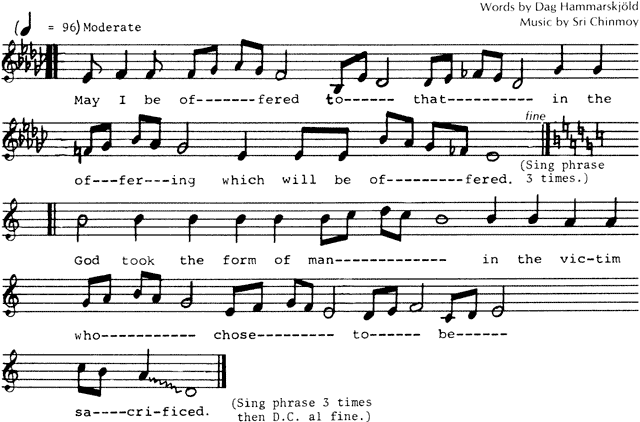 Words by Dag Hammarskjöld
Music by Sri Chinmoy
( = 96) Moderate
May I be of-------fered to----- that---------- in the
fine
of---fer---ing which will be of---------fered.
(Sing phrase
3 times.)
God took the form of man----------- in the vic-tim
who----------- chose--------- to----- be------
sa----cri-ficed.
(Sing phrase 3 times
then D.C. al fine.)